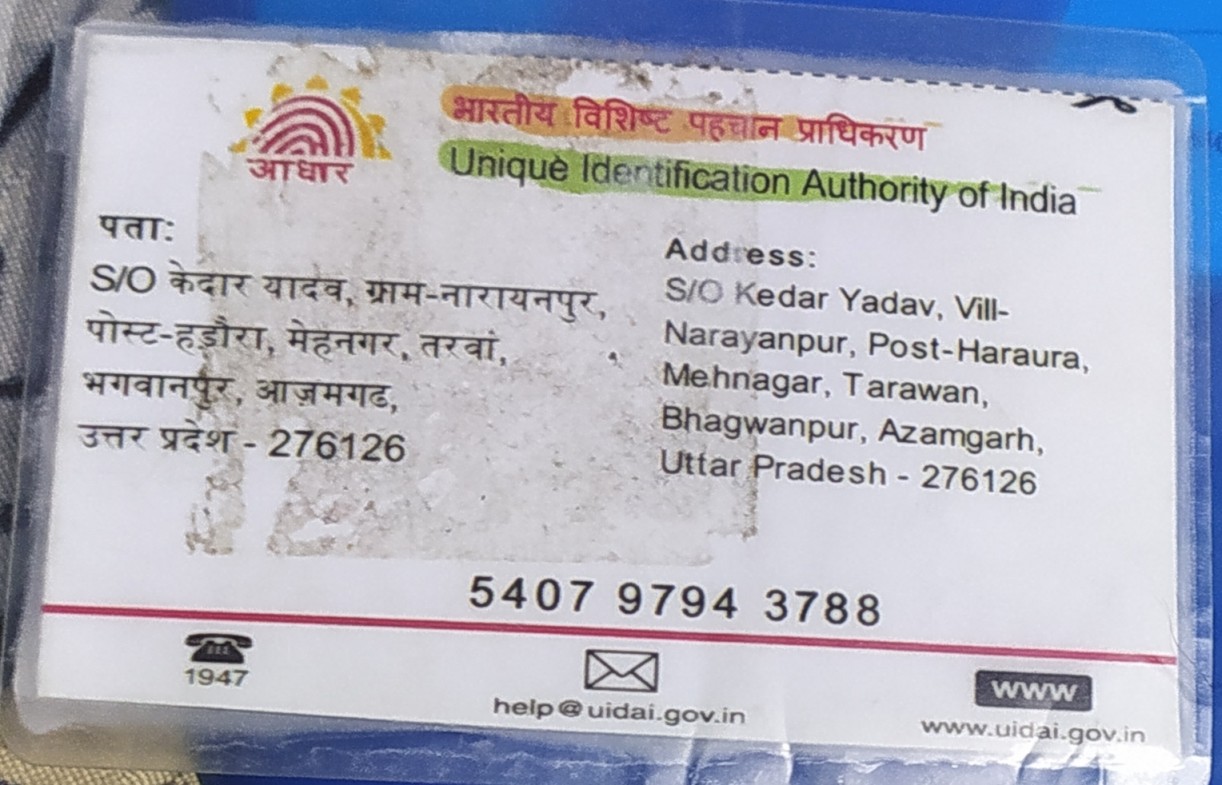 आधार
भारतीय विशिष्ट पहचान प्राधिकरण
Unique Identification Authority of India
पता:
S/O केदार यादव, ग्राम-नारायनपुर,
पोस्ट-हड़ौरा, मेहनगर, तरवां,
भगवानपुर, आज़मगढ,
उत्तर प्रदेश - 276126
Address:
S/O Kedar Yadav, Vill-
Narayanpur, Post-Haraura,
Mehnagar, Tarawan,
Bhagwanpur, Azamgarh,
Uttar Pradesh - 276126
5407 9794 3788
1947
help@uidai.gov.in
www
www.uidai.gov.in